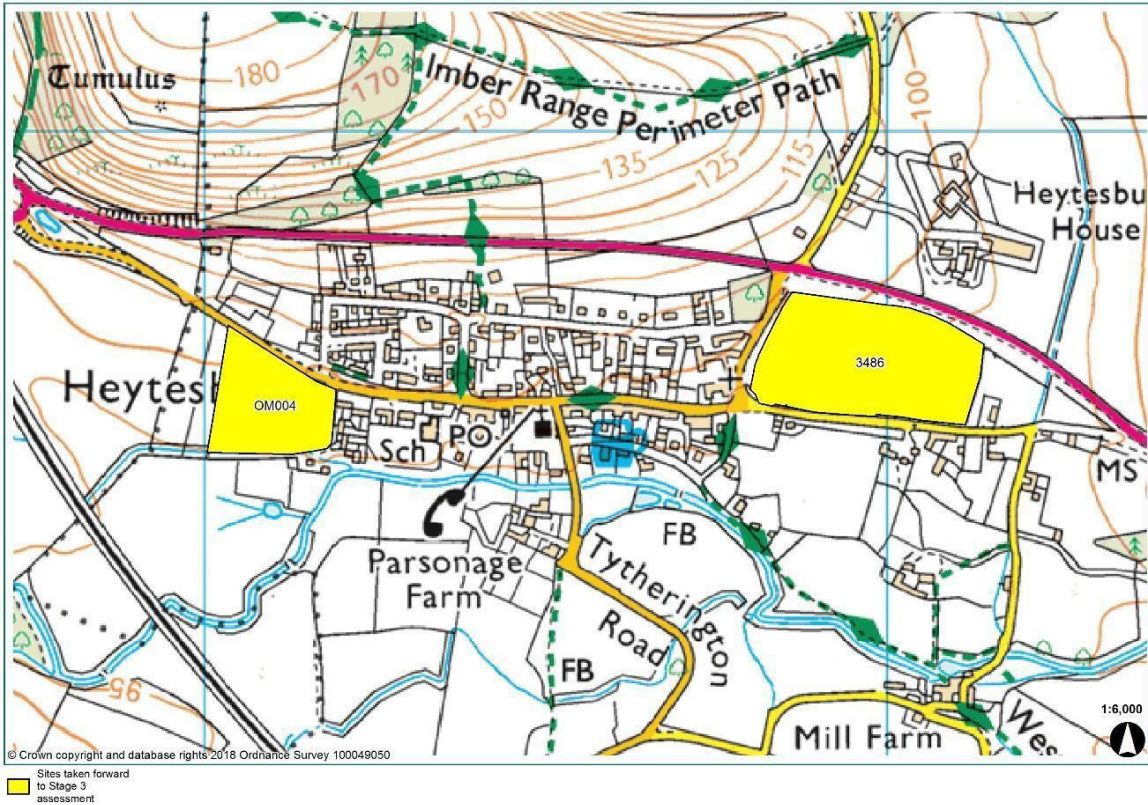 Tumulus
180
170
150
135
125
115
100
Imber Range Perimeter Path
Heytesbu
House
3486
Heytesb
OM004
Sch
PO
MS
Parsonage
Farm
FB
Tytherington
Road
FB
95
Mill Farm
Wes
1:6,000
© Crown copyright and database rights 2018 Ordnance Survey 100049050
Sites taken forward
to Stage 3
assessment